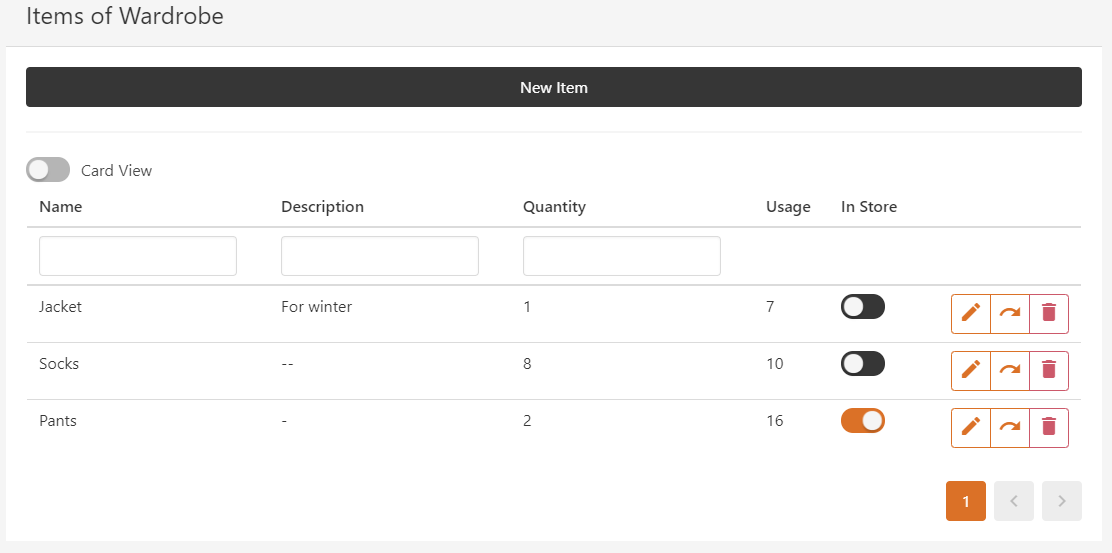 Items of Wardrobe
New Item
Card View
Name Description Quantity Usage In Store
Jacket For winter 1 7
Socks -- 8 10
Pants - 2 16
1